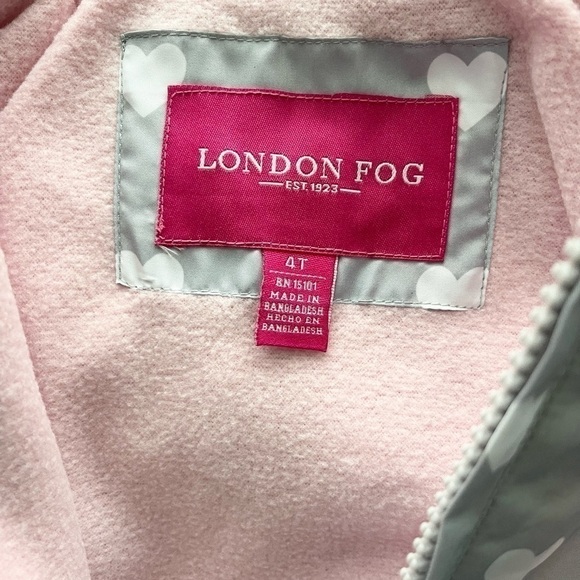 LONDON FOG
EST. 1923
4T
RN 15101
MADE IN
BANGLADESH
HECHO EN
BANGLADESH